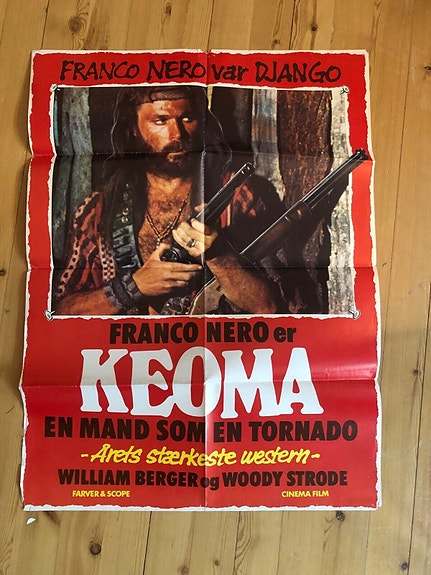 FRANCO NERO var DJANGO
FRANCO NERO er
KEOMA
EN MAND SOM EN TORNADO
- Årets stærkeste western -
WILLIAM BERGER og WOODY STRODE
FARVER & SCOPE CINEMA FILM